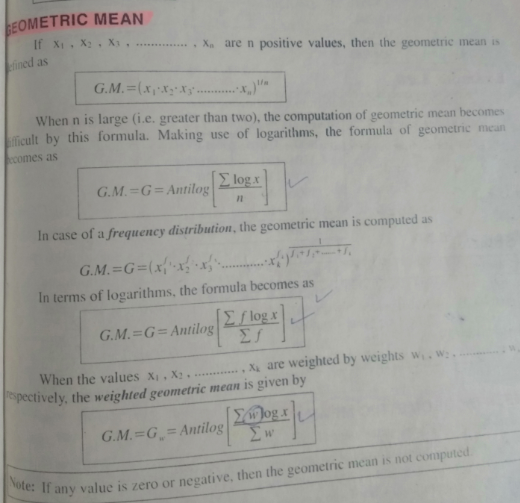 GEOMETRIC MEAN
If x₁ , x₂ , x₃ , .............. , xₙ are n positive values, then the geometric mean is
defined as
G.M.=(x₁·x₂·x₃·..........·xₙ)^{1/n}
When n is large (i.e. greater than two), the computation of geometric mean becomes
difficult by this formula. Making use of logarithms, the formula of geometric mean
becomes as
G.M.=G=Antilog[∑ log x / n]
In case of a frequency distribution, the geometric mean is computed as
G.M.=G=(x₁^{f₁}·x₂^{f₂}·x₃^{f₃}·............·xₖ^{fₖ})^{1/(f₁+f₂+......+fₖ)}
In terms of logarithms, the formula becomes as
G.M.=G=Antilog[∑ f log x / ∑ f]
When the values x₁ , x₂ , ............ , xₖ are weighted by weights w₁ , w₂ , ............
respectively, the weighted geometric mean is given by
G.M.=G_w=Antilog[∑ w log x / ∑ w]
Note: If any value is zero or negative, then the geometric mean is not computed.